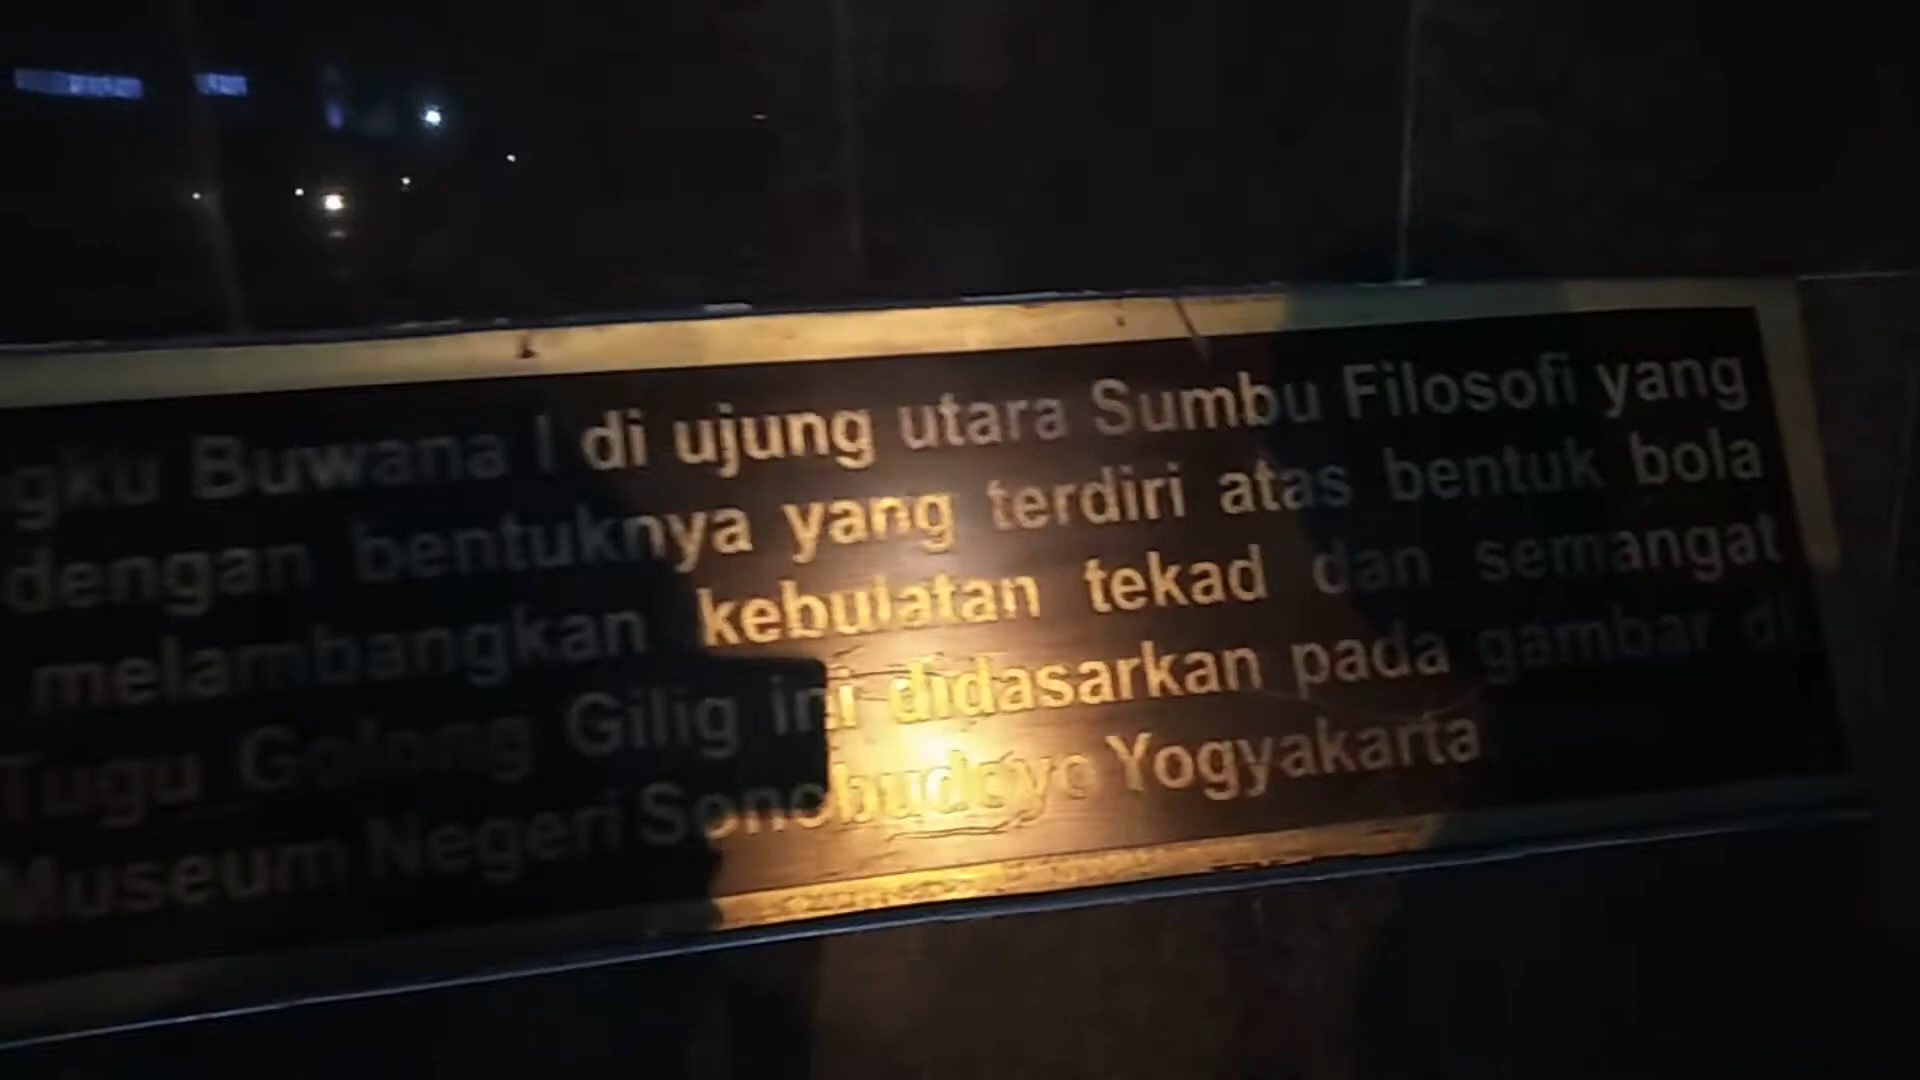 gku Buwana I di ujung utara Sumbu Filosofi yang
dengan bentuknya yang terdiri atas bentuk bola
melambangkan kebulatan tekad dan semangat
Tugu Golong Gilig ini didasarkan pada gambar di
Museum Negeri Sonobudoyo Yogyakarta